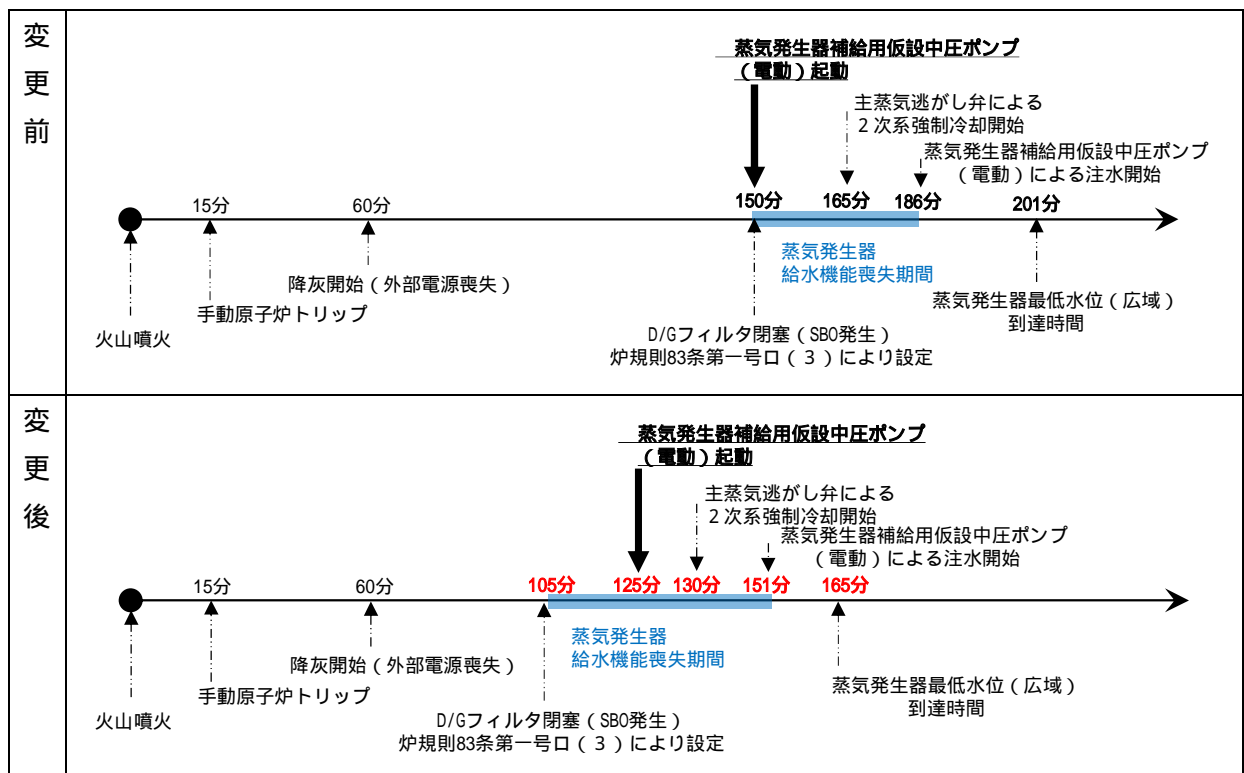 変
更
前
蒸気発生器補給用仮設中圧ポンプ
（電動）起動
主蒸気逃がし弁による
２次系強制冷却開始
蒸気発生器補給用仮設中圧ポンプ
（電動）による注水開始
15分
60分
150分
165分
186分
201分
蒸気発生器
給水機能喪失期間
降灰開始（外部電源喪失）
手動原子炉トリップ
火山噴火
蒸気発生器最低水位（広域）
到達時間
D/Gフィルタ閉塞（SBO発生）
炉規則83条第一号ロ（３）により設定
変
更
後
蒸気発生器補給用仮設中圧ポンプ
（電動）起動
主蒸気逃がし弁による
２次系強制冷却開始
蒸気発生器補給用仮設中圧ポンプ
（電動）による注水開始
15分
60分
105分
125分
130分
151分
165分
蒸気発生器
給水機能喪失期間
降灰開始（外部電源喪失）
手動原子炉トリップ
火山噴火
蒸気発生器最低水位（広域）
到達時間
D/Gフィルタ閉塞（SBO発生）
炉規則83条第一号ロ（３）により設定